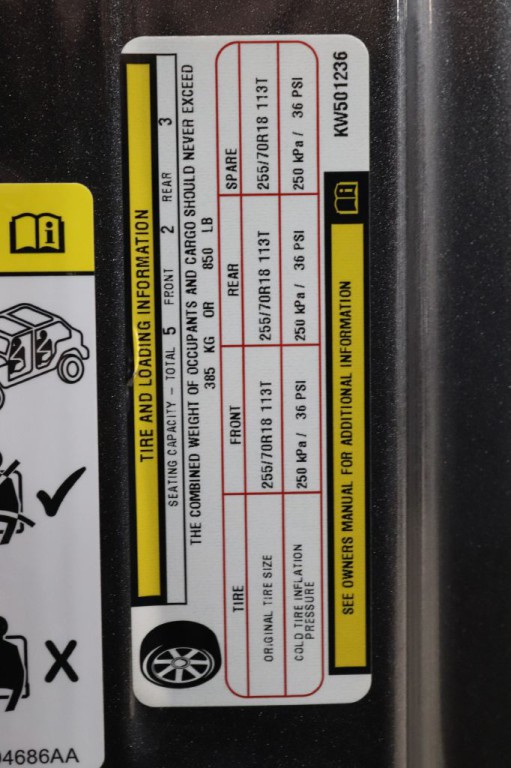 TIRE AND LOADING INFORMATION
SEATING CAPACITY – TOTAL 5 FRONT 2 REAR 3
THE COMBINED WEIGHT OF OCCUPANTS AND CARGO SHOULD NEVER EXCEED
385 KG OR 850 LB
TIRE FRONT REAR SPARE
ORIGINAL TIRE SIZE 255/70R18 113T 255/70R18 113T 255/70R18 113T
COLD TIRE INFLATION
PRESSURE 250 kPa / 36 PSI 250 kPa / 36 PSI 250 kPa / 36 PSI
SEE OWNERS MANUAL FOR ADDITIONAL INFORMATION
KW501236
04686AA